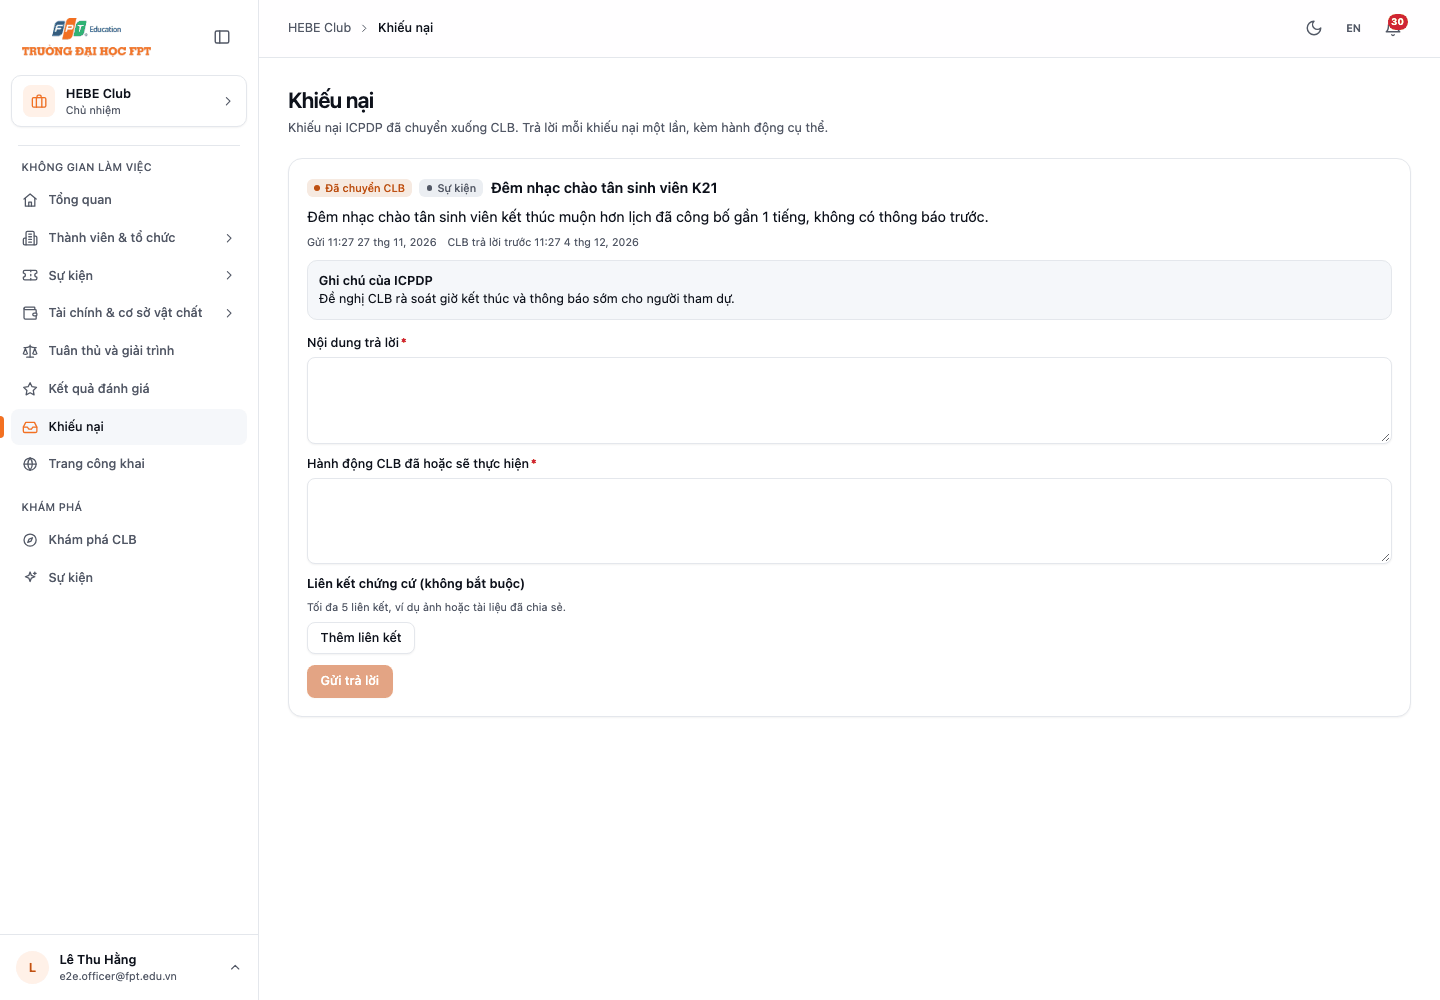 FPT Education
TRƯỜNG ĐẠI HỌC FPT
HEBE Club
Chủ nhiệm
KHÔNG GIAN LÀM VIỆC
Tổng quan
Thành viên & tổ chức
Sự kiện
Tài chính & cơ sở vật chất
Tuân thủ và giải trình
Kết quả đánh giá
Khiếu nại
Trang công khai
KHÁM PHÁ
Khám phá CLB
Sự kiện
L
Lê Thu Hằng
e2e.officer@fpt.edu.vn
HEBE Club > Khiếu nại
EN
30
Khiếu nại
Khiếu nại ICPDP đã chuyển xuống CLB. Trả lời mỗi khiếu nại một lần, kèm hành động cụ thể.
Đã chuyển CLB Sự kiện Đêm nhạc chào tân sinh viên K21
Đêm nhạc chào tân sinh viên kết thúc muộn hơn lịch đã công bố gần 1 tiếng, không có thông báo trước.
Gửi 11:27 27 thg 11, 2026 CLB trả lời trước 11:27 4 thg 12, 2026
Ghi chú của ICPDP
Đề nghị CLB rà soát giờ kết thúc và thông báo sớm cho người tham dự.
Nội dung trả lời *
Hành động CLB đã hoặc sẽ thực hiện *
Liên kết chứng cứ (không bắt buộc)
Tối đa 5 liên kết, ví dụ ảnh hoặc tài liệu đã chia sẻ.
Thêm liên kết
Gửi trả lời